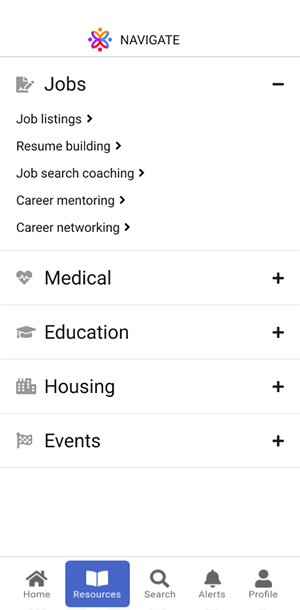 NAVIGATE
Jobs
Job listings
Resume building
Job search coaching
Career mentoring
Career networking
Medical
Education
Housing
Events
Home Resources Search Alerts Profile